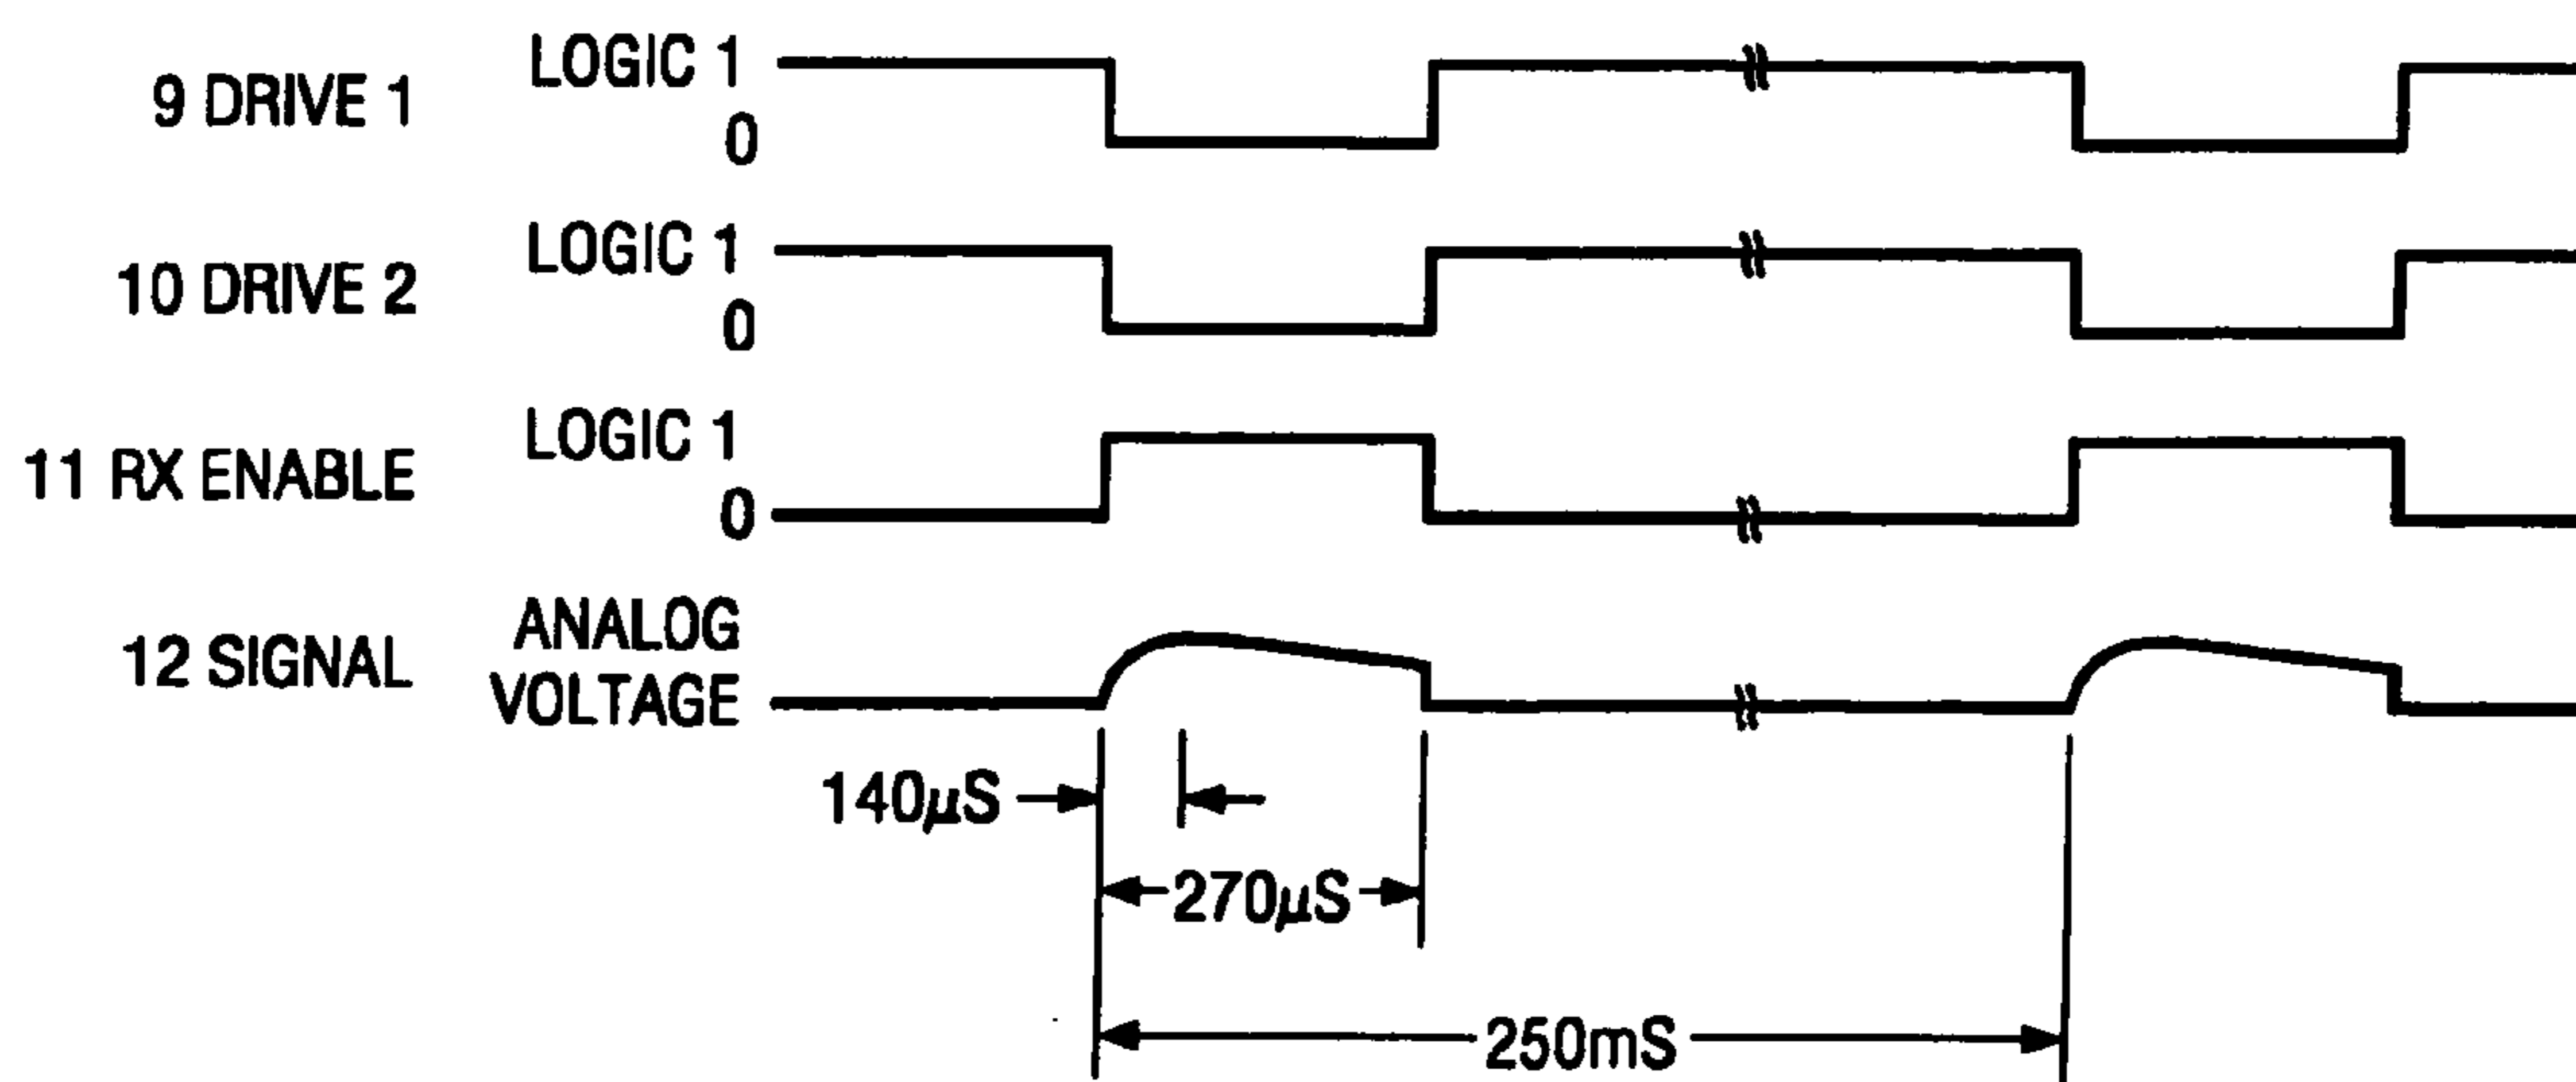 9 DRIVE 1
LOGIC 1
0
10 DRIVE 2
LOGIC 1
0
11 RX ENABLE
LOGIC 1
0
12 SIGNAL
ANALOG
VOLTAGE
140μS
270μS
250mS